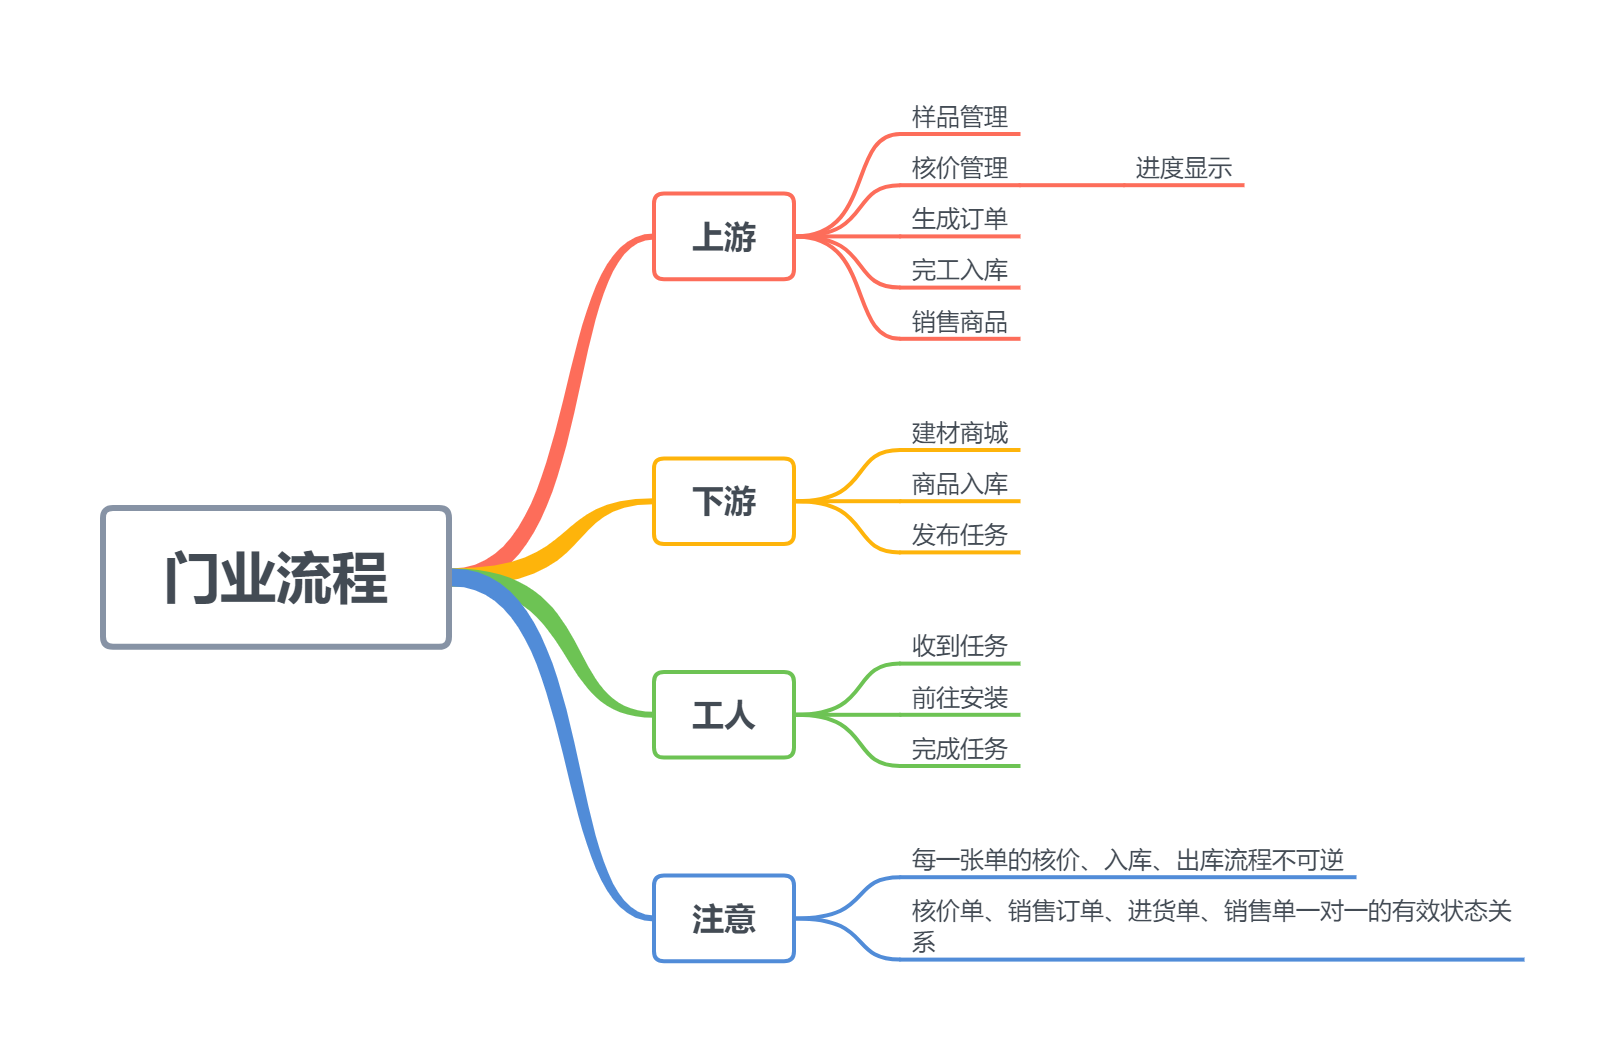 门业流程
上游
样品管理
核价管理
进度显示
生成订单
完工入库
销售商品
下游
建材商城
商品入库
发布任务
工人
收到任务
前往安装
完成任务
注意
每一张单的核价、入库、出库流程不可逆
核价单、销售订单、进货单、销售单一对一的有效状态关
系